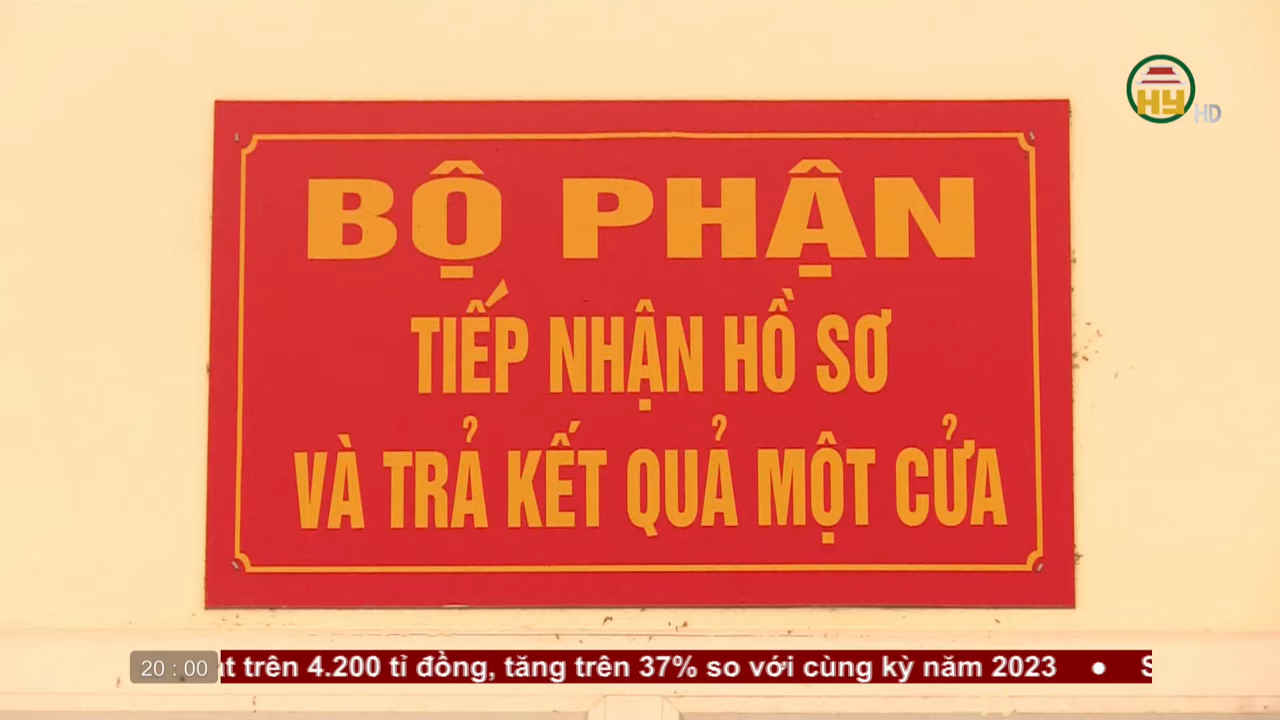 HY HD
BỘ PHẬN
TIẾP NHẬN HỒ SƠ
VÀ TRẢ KẾT QUẢ MỘT CỬA
20 : 00
trên 4.200 tỉ đồng, tăng trên 37% so với cùng kỳ năm 2023 •